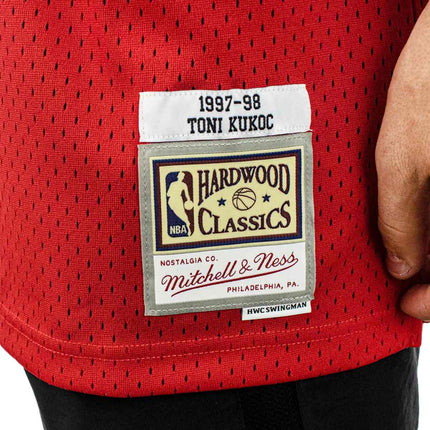 1997-98
TONI KUKOC
HARDWOOD
CLASSICS
NBA
NOSTALGIA CO.
Mitchell & Ness
PHILADELPHIA, PA.
HWC SWINGMAN